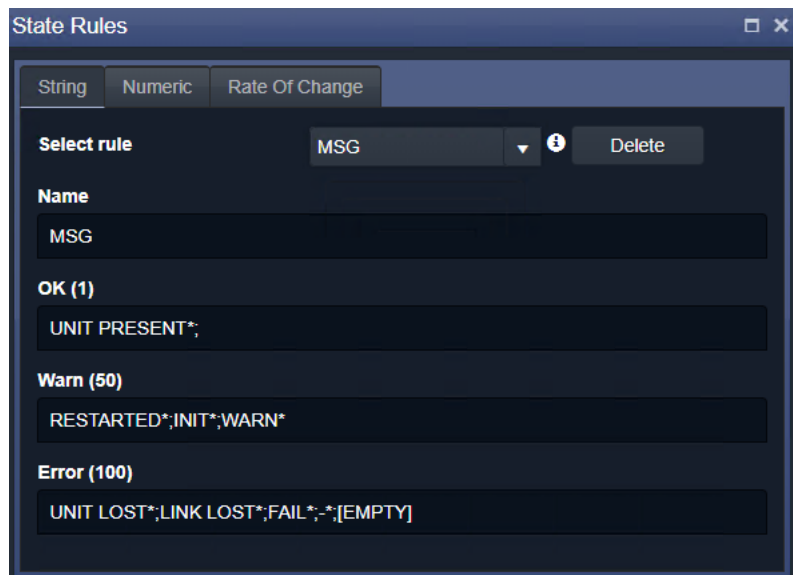 State Rules
String Numeric Rate Of Change
Select rule MSG Delete
Name
MSG
OK (1)
UNIT PRESENT*;
Warn (50)
RESTARTED*;INIT*;WARN*
Error (100)
UNIT LOST*;LINK LOST*;FAIL*;-*;[EMPTY]